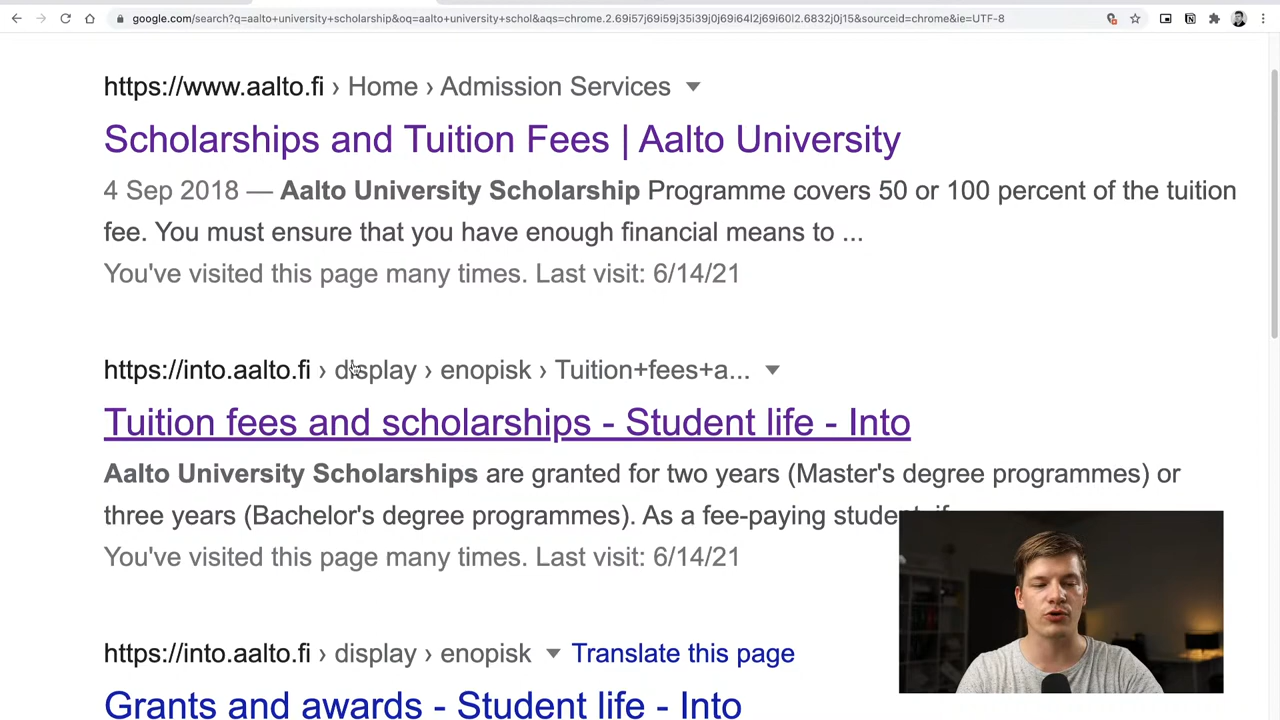 google.com/search?q=aalto+university+scholarship&oq=aalto+university+schol&aqs=chrome.2.69i57j69i59j35i39j0j69i64l2j69i60l2.6832j0j15&sourceid=chrome&ie=UTF-8
https://www.aalto.fi › Home › Admission Services
Scholarships and Tuition Fees | Aalto University
4 Sep 2018 — Aalto University Scholarship Programme covers 50 or 100 percent of the tuition
fee. You must ensure that you have enough financial means to ...
You've visited this page many times. Last visit: 6/14/21
https://into.aalto.fi › display › enopisk › Tuition+fees+a...
Tuition fees and scholarships - Student life - Into
Aalto University Scholarships are granted for two years (Master's degree programmes) or
three years (Bachelor's degree programmes). As a fee-paying student, if
You've visited this page many times. Last visit: 6/14/21
https://into.aalto.fi › display › enopisk
Translate this page
Grants and awards - Student life - Into